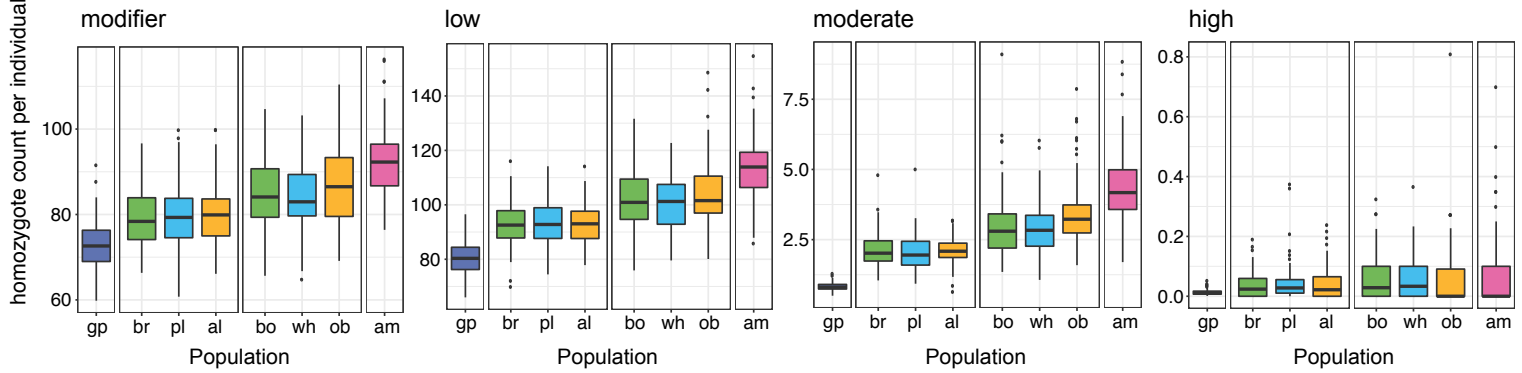 modifier
low
moderate
high
homozygote count per individual
100
80
60
140
120
100
80
7.5
5.0
2.5
0.8
0.6
0.4
0.2
0.0
gp br pl al bo wh ob am
gp br pl al bo wh ob am
gp br pl al bo wh ob am
gp br pl al bo wh ob am
Population
Population
Population
Population